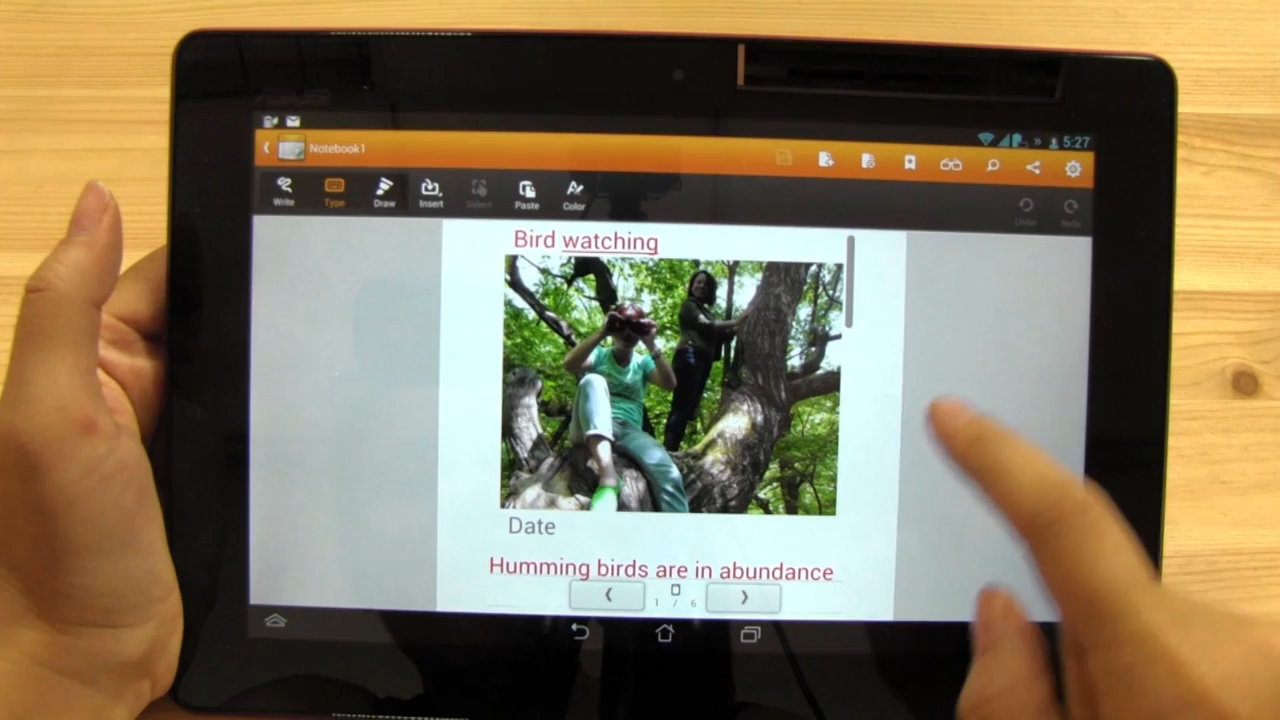 5:27
Notebook1
Write Type Draw Insert Select Paste Color Undo Redo
Bird watching
Date
Humming birds are in abundance
1 / 6